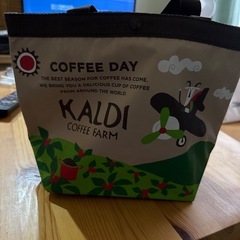 COFFEE DAY
THE BEST SEASON FOR COFFEE HAS COME.
WE BRING YOU A DELICIOUS CUP OF COFFEE
FROM AROUND THE WORLD
KALDI
COFFEE FARM